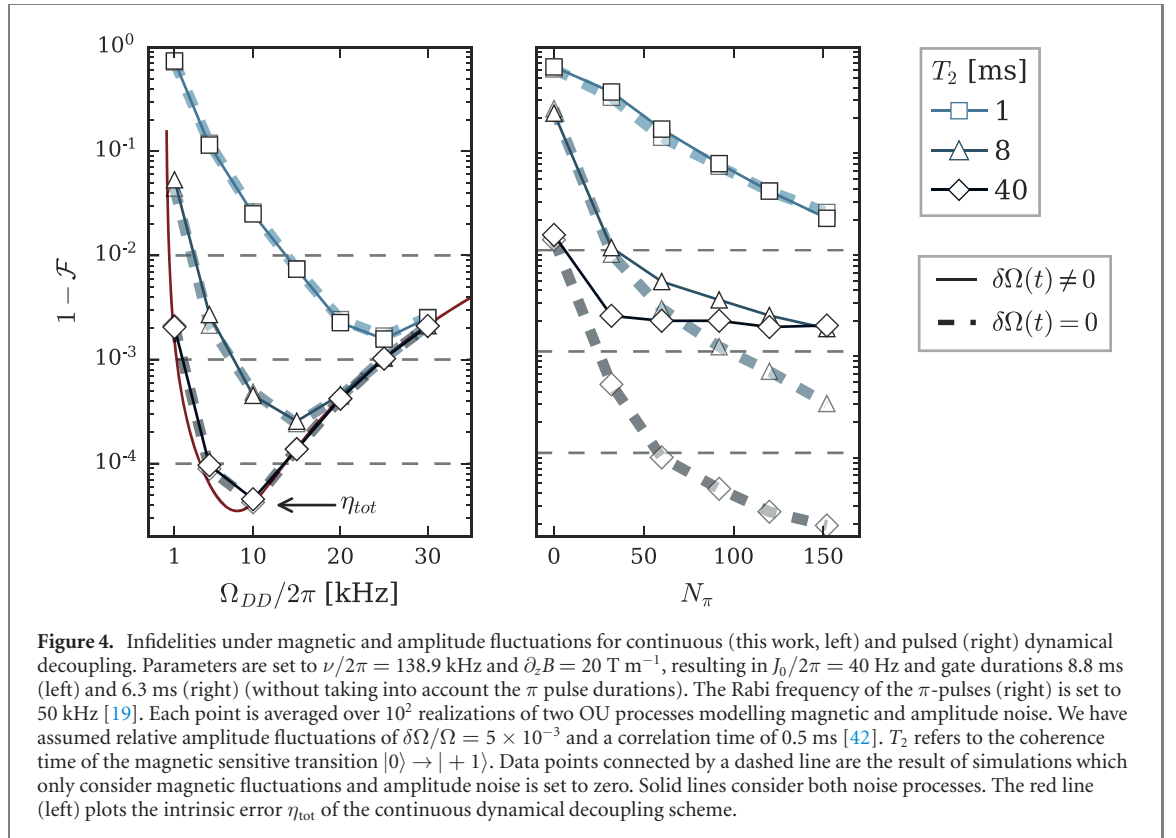 10⁰
10⁻¹
10⁻²
10⁻³
10⁻⁴
1 − ℱ
η_tot
1 10 20 30
Ω_DD/2π [kHz]
0 50 100 150
N_π
T₂ [ms]
1
8
40
δΩ(t) ≠ 0
δΩ(t) = 0
Figure 4. Infidelities under magnetic and amplitude fluctuations for continuous (this work, left) and pulsed (right) dynamical
decoupling. Parameters are set to ν/2π = 138.9 kHz and ∂_zB = 20 T m⁻¹, resulting in J₀/2π = 40 Hz and gate durations 8.8 ms
(left) and 6.3 ms (right) (without taking into account the π pulse durations). The Rabi frequency of the π-pulses (right) is set to
50 kHz [19]. Each point is averaged over 10² realizations of two OU processes modelling magnetic and amplitude noise. We have
assumed relative amplitude fluctuations of δΩ/Ω = 5 × 10⁻³ and a correlation time of 0.5 ms [42]. T₂ refers to the coherence
time of the magnetic sensitive transition |0⟩ → | + 1⟩. Data points connected by a dashed line are the result of simulations which
only consider magnetic fluctuations and amplitude noise is set to zero. Solid lines consider both noise processes. The red line
(left) plots the intrinsic error η_tot of the continuous dynamical decoupling scheme.